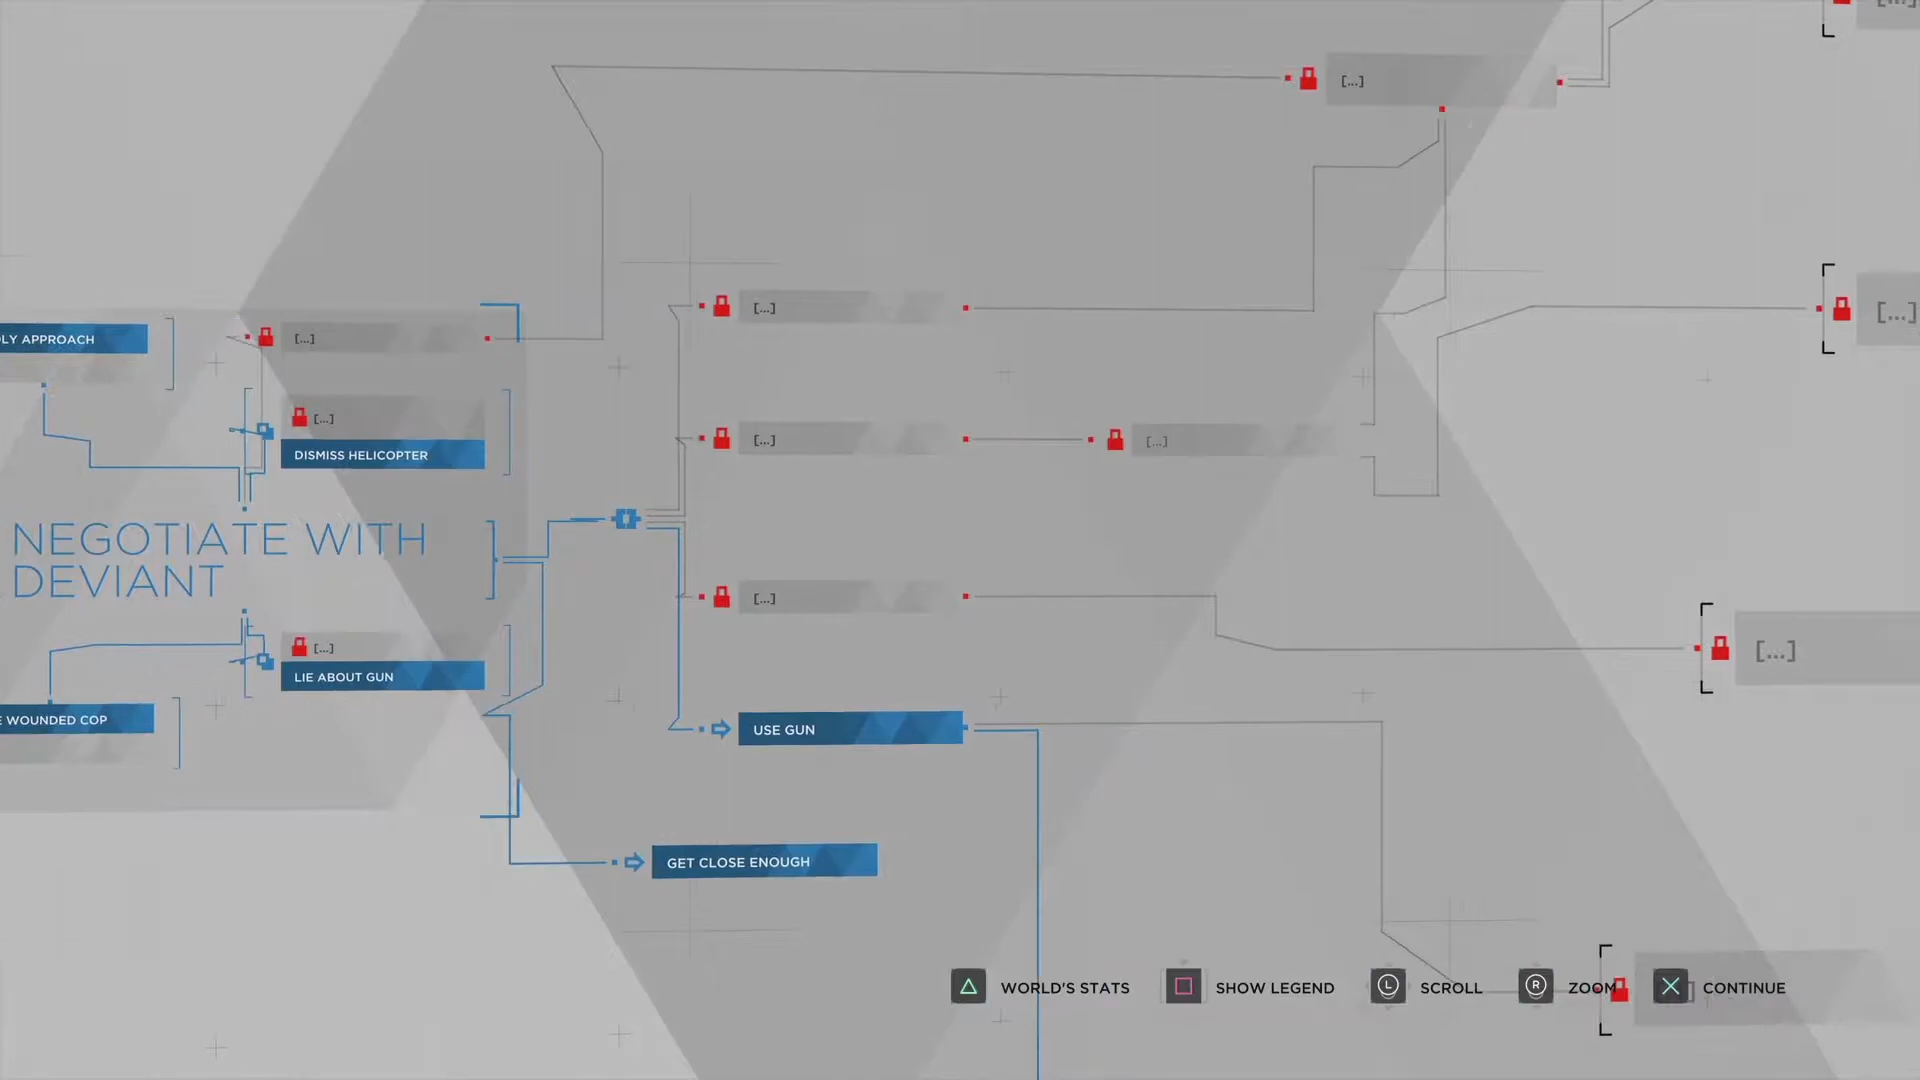 [...]
[...]
[...]
[...]
[...]
LY APPROACH
[...]
[...]
DISMISS HELICOPTER
[...]
[...]
NEGOTIATE WITH
DEVIANT
[...]
[...]
[...]
LIE ABOUT GUN
E WOUNDED COP
USE GUN
GET CLOSE ENOUGH
WORLD'S STATS
SHOW LEGEND
L
SCROLL
R
ZOOM
CONTINUE